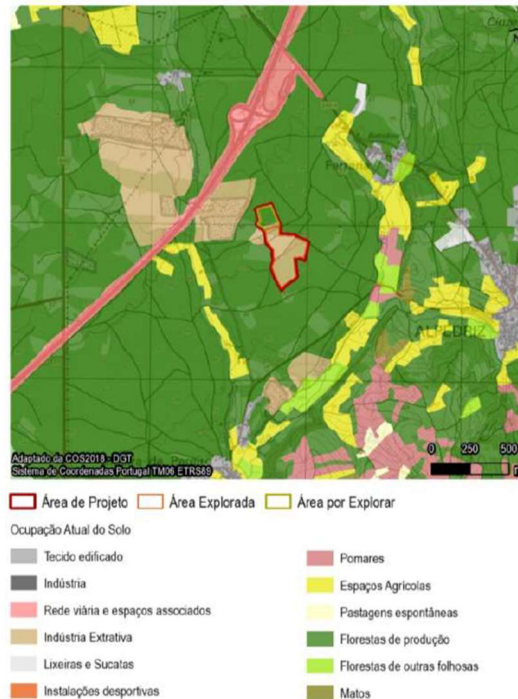 ALPEDRIZ
Adaptado da COS2018 - DGT
Sistema de Coordenadas Portugal TM06 ETRS89
0 250 500
Área de Projeto Área Explorada Área por Explorar
Ocupação Atual do Solo
Tecido edificado
Indústria
Rede viária e espaços associados
Indústria Extrativa
Lixeiras e Sucatas
Instalações desportivas
Pomares
Espaços Agrícolas
Pastagens espontâneas
Florestas de produção
Florestas de outras folhosas
Matos